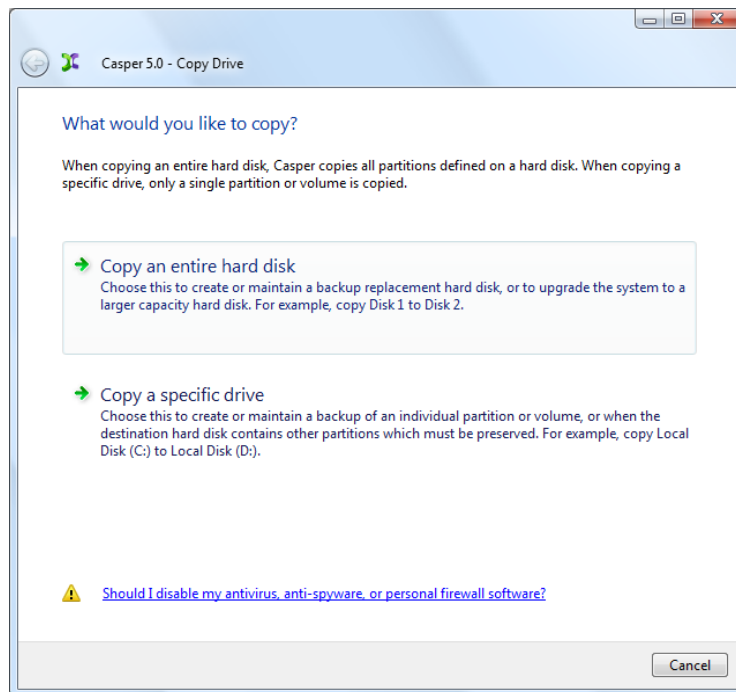 Casper 5.0 - Copy Drive
What would you like to copy?
When copying an entire hard disk, Casper copies all partitions defined on a hard disk. When copying a
specific drive, only a single partition or volume is copied.
Copy an entire hard disk
Choose this to create or maintain a backup replacement hard disk, or to upgrade the system to a
larger capacity hard disk. For example, copy Disk 1 to Disk 2.
Copy a specific drive
Choose this to create or maintain a backup of an individual partition or volume, or when the
destination hard disk contains other partitions which must be preserved. For example, copy Local
Disk (C:) to Local Disk (D:).
Should I disable my antivirus, anti-spyware, or personal firewall software?
Cancel